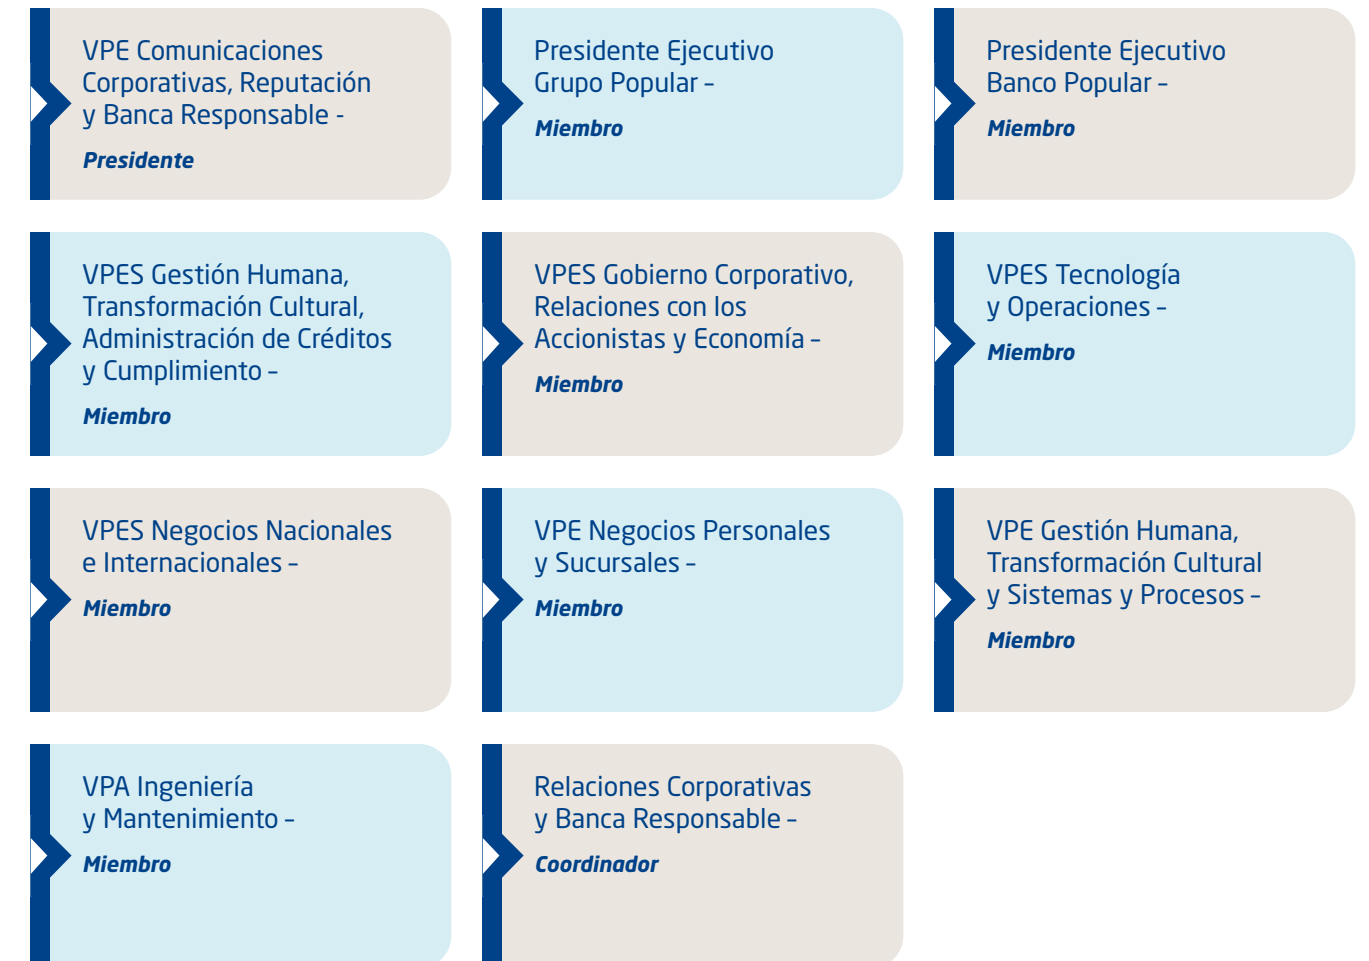 VPE Comunicaciones
Corporativas, Reputación
y Banca Responsable -
Presidente
Presidente Ejecutivo
Grupo Popular –
Miembro
Presidente Ejecutivo
Banco Popular –
Miembro
VPES Gestión Humana,
Transformación Cultural,
Administración de Créditos
y Cumplimiento –
Miembro
VPES Gobierno Corporativo,
Relaciones con los
Accionistas y Economía –
Miembro
VPES Tecnología
y Operaciones –
Miembro
VPES Negocios Nacionales
e Internacionales –
Miembro
VPE Negocios Personales
y Sucursales –
Miembro
VPE Gestión Humana,
Transformación Cultural
y Sistemas y Procesos –
Miembro
VPA Ingeniería
y Mantenimiento –
Miembro
Relaciones Corporativas
y Banca Responsable –
Coordinador